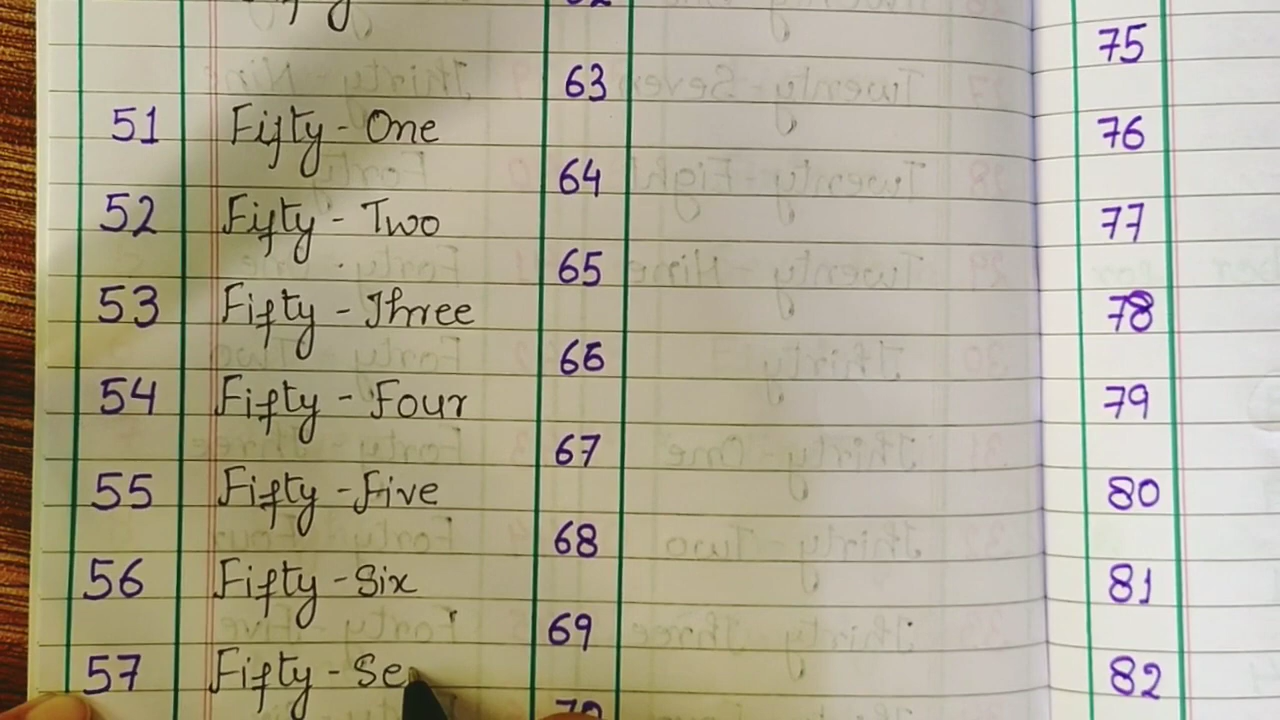 75
63
51 Fifty - One
76
64
52 Fifty - Two
77
65
53 Fifty - Three
78
66
54 Fifty - Four
79
67
55 Fifty - Five
80
68
56 Fifty - Six
81
69
57 Fifty - Se
82
70